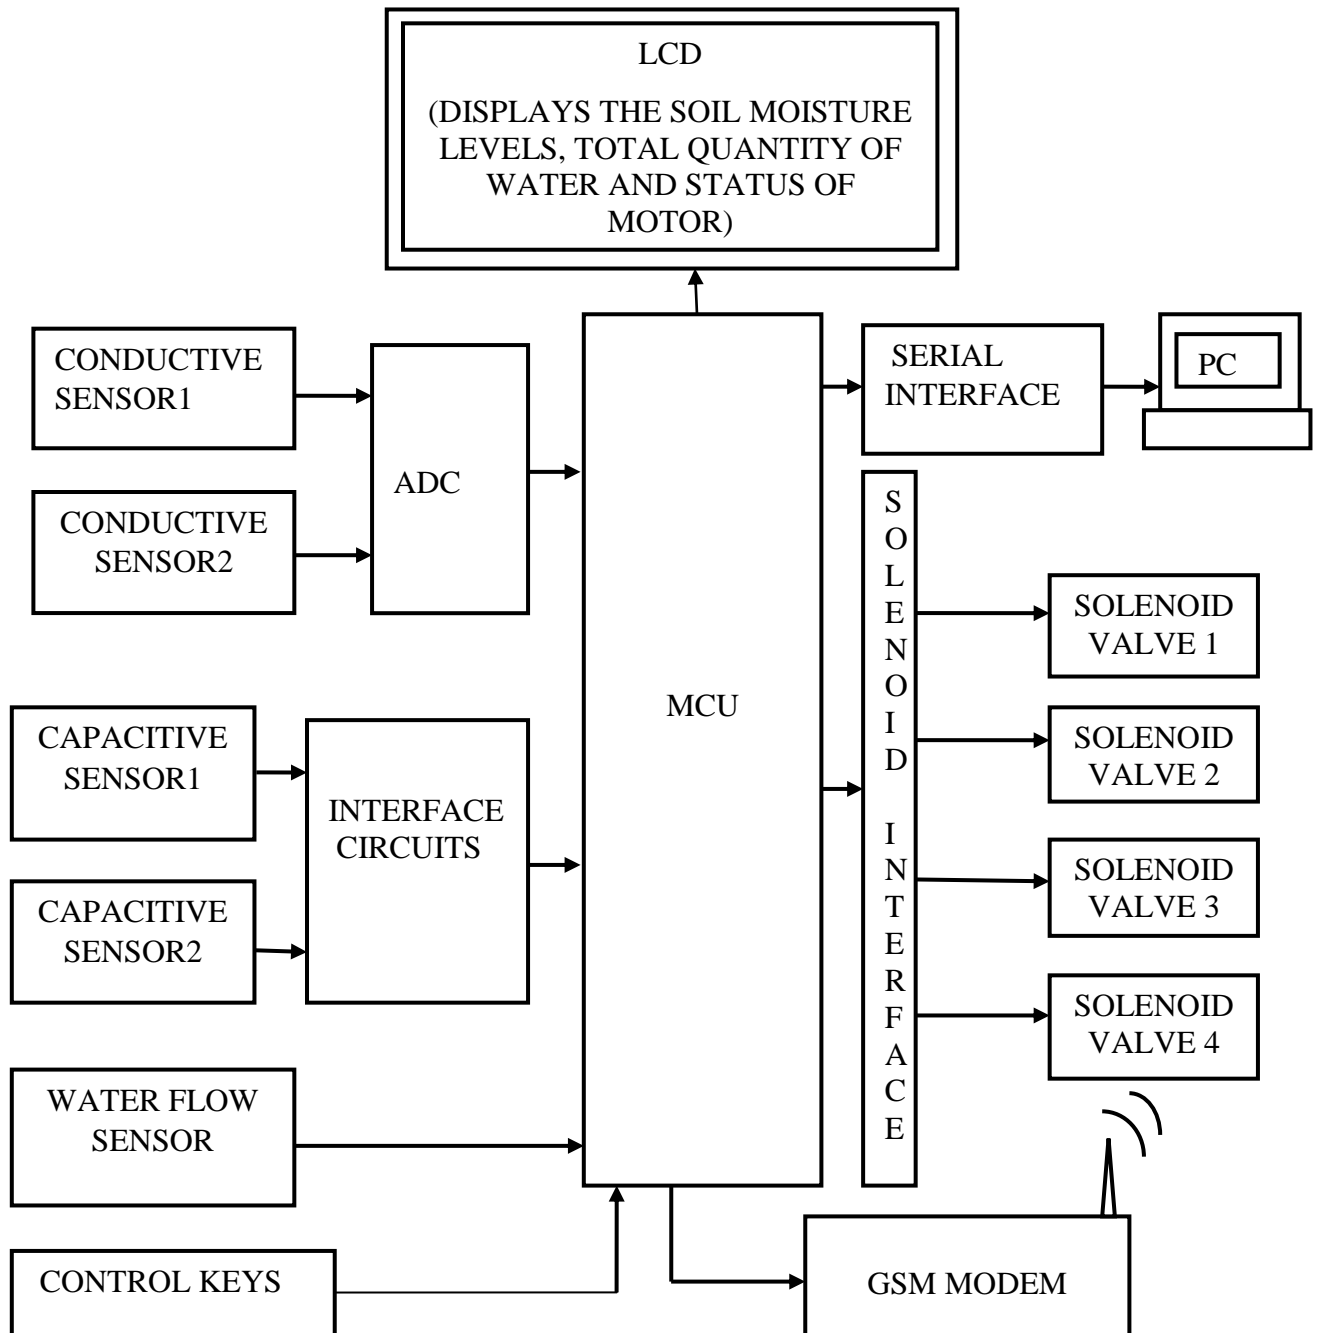 LCD
(DISPLAYS THE SOIL MOISTURE
LEVELS, TOTAL QUANTITY OF
WATER AND STATUS OF
MOTOR)
CONDUCTIVE
SENSOR1
CONDUCTIVE
SENSOR2
ADC
CAPACITIVE
SENSOR1
CAPACITIVE
SENSOR2
INTERFACE
CIRCUITS
WATER FLOW
SENSOR
CONTROL KEYS
MCU
SERIAL
INTERFACE
PC
SOLENOID INTERFACE
SOLENOID
VALVE 1
SOLENOID
VALVE 2
SOLENOID
VALVE 3
SOLENOID
VALVE 4
GSM MODEM